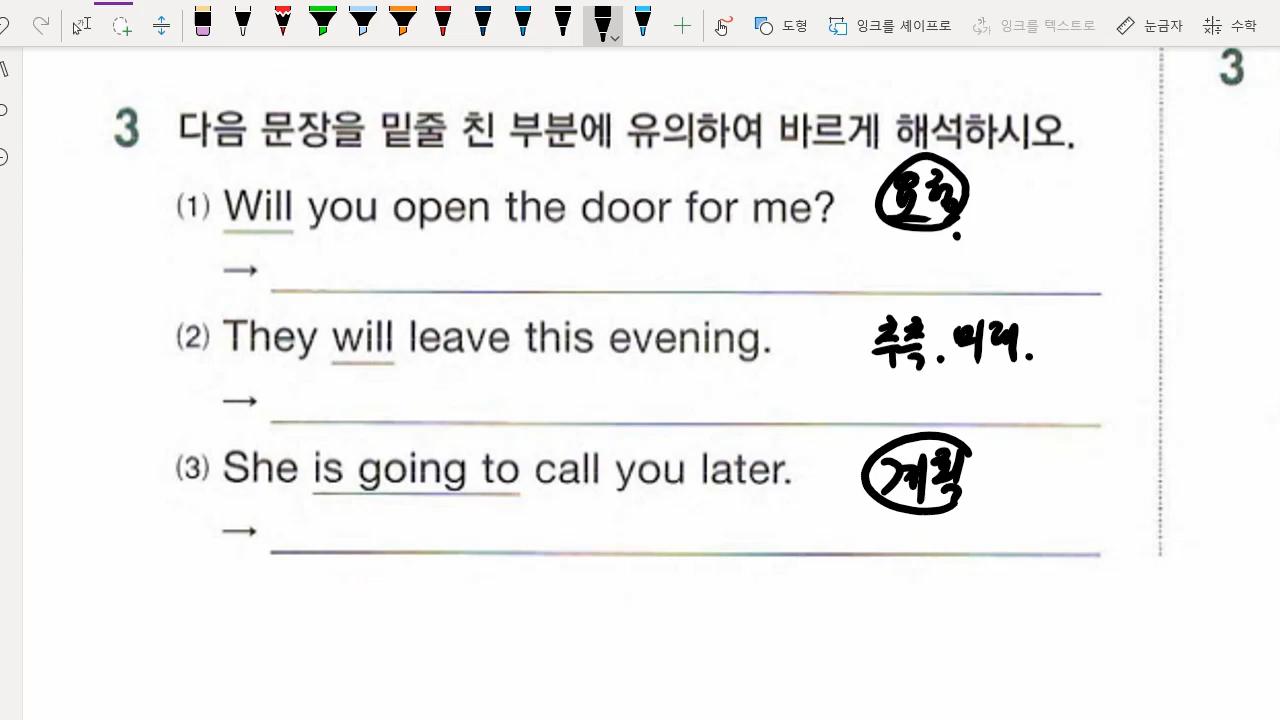 도형 잉크를 셰이프로 잉크를 텍스트로 눈금자 수학
3 다음 문장을 밑줄 친 부분에 유의하여 바르게 해석하시오.
3
(1) Will you open the door for me? 요청.
→
(2) They will leave this evening. 추측. 미래.
→
(3) She is going to call you later. 계획
→